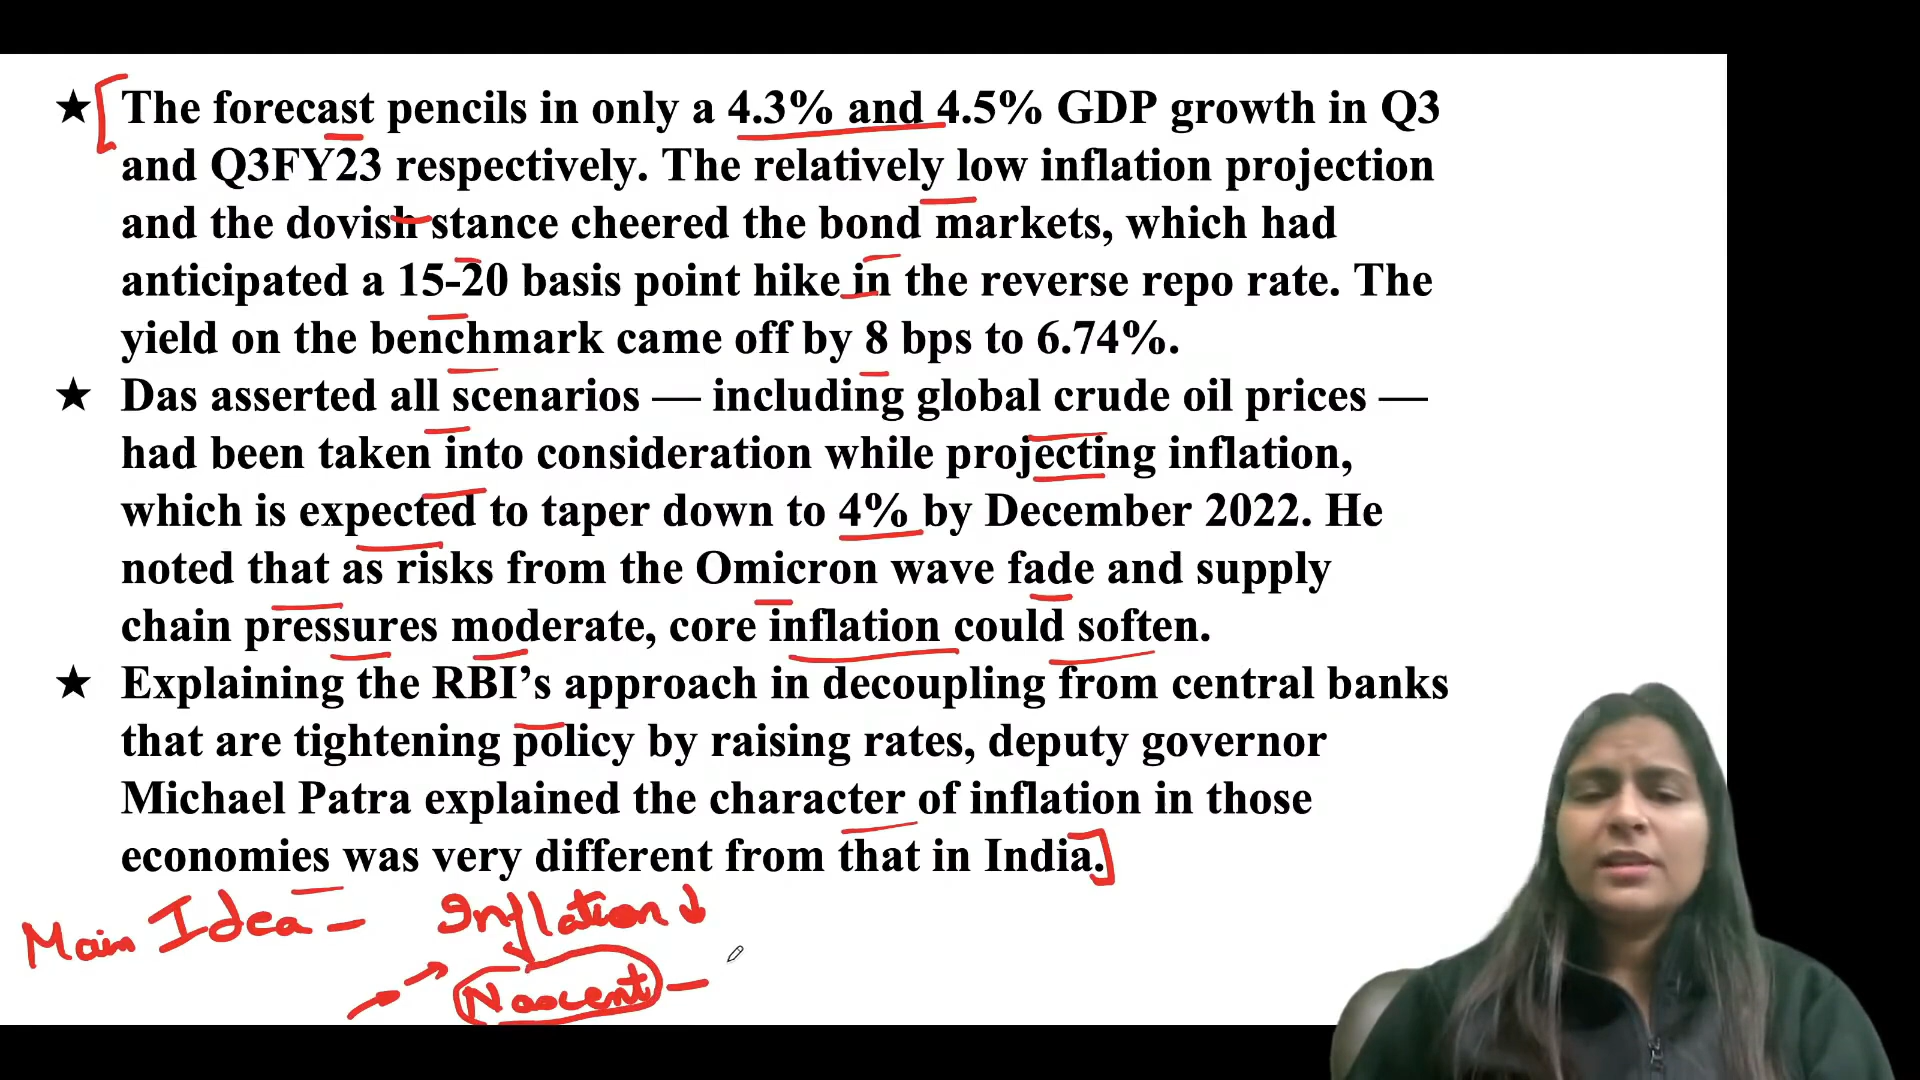 ★ The forecast pencils in only a 4.3% and 4.5% GDP growth in Q3
and Q3FY23 respectively. The relatively low inflation projection
and the dovish stance cheered the bond markets, which had
anticipated a 15-20 basis point hike in the reverse repo rate. The
yield on the benchmark came off by 8 bps to 6.74%.
★ Das asserted all scenarios — including global crude oil prices —
had been taken into consideration while projecting inflation,
which is expected to taper down to 4% by December 2022. He
noted that as risks from the Omicron wave fade and supply
chain pressures moderate, core inflation could soften.
★ Explaining the RBI’s approach in decoupling from central banks
that are tightening policy by raising rates, deputy governor
Michael Patra explained the character of inflation in those
economies was very different from that in India.
Main Idea — Inflation ↓
Nascent —